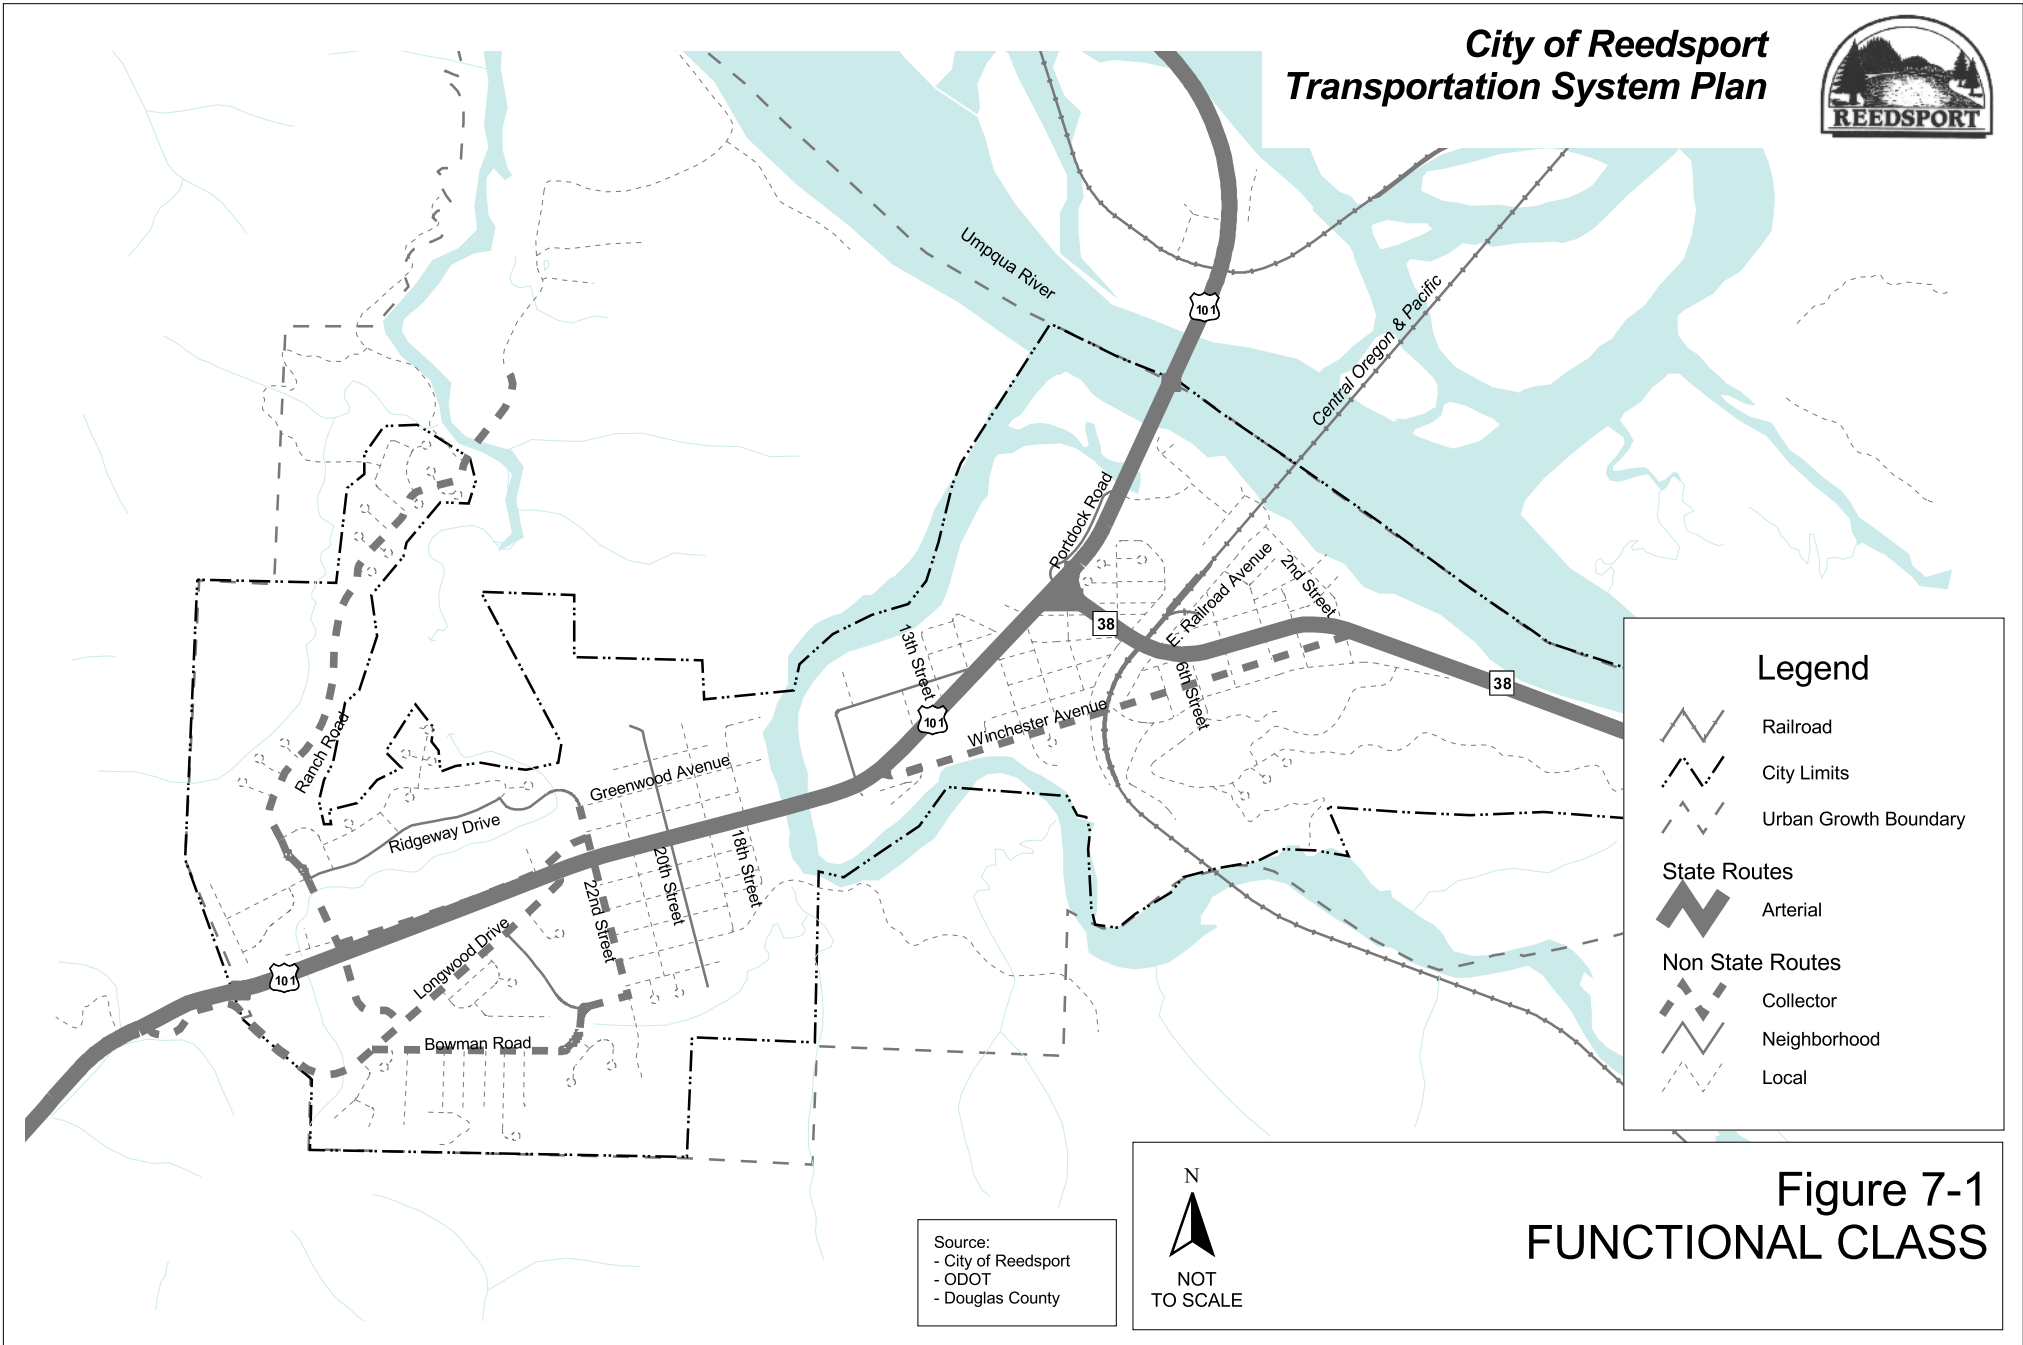 City of Reedsport
Transportation System Plan
REEDSPORT
Umpqua River
101
Central Oregon & Pacific
Portdock Road
E. Railroad Avenue
2nd Street
38
13th Street
6th Street
38
101
Winchester Avenue
Ranch Road
Greenwood Avenue
Ridgeway Drive
18th Street
20th Street
22nd Street
Longwood Drive
101
Bowman Road
Legend
Railroad
City Limits
Urban Growth Boundary
State Routes
Arterial
Non State Routes
Collector
Neighborhood
Local
Source:
- City of Reedsport
- ODOT
- Douglas County
N
NOT
TO SCALE
Figure 7-1
FUNCTIONAL CLASS